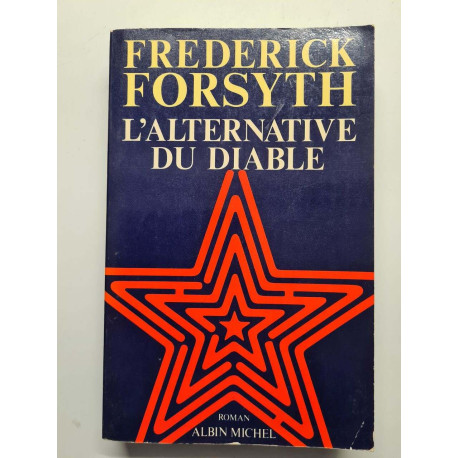 FREDERICK
FORSYTH
L'ALTERNATIVE
DU DIABLE
ROMAN
ALBIN MICHEL